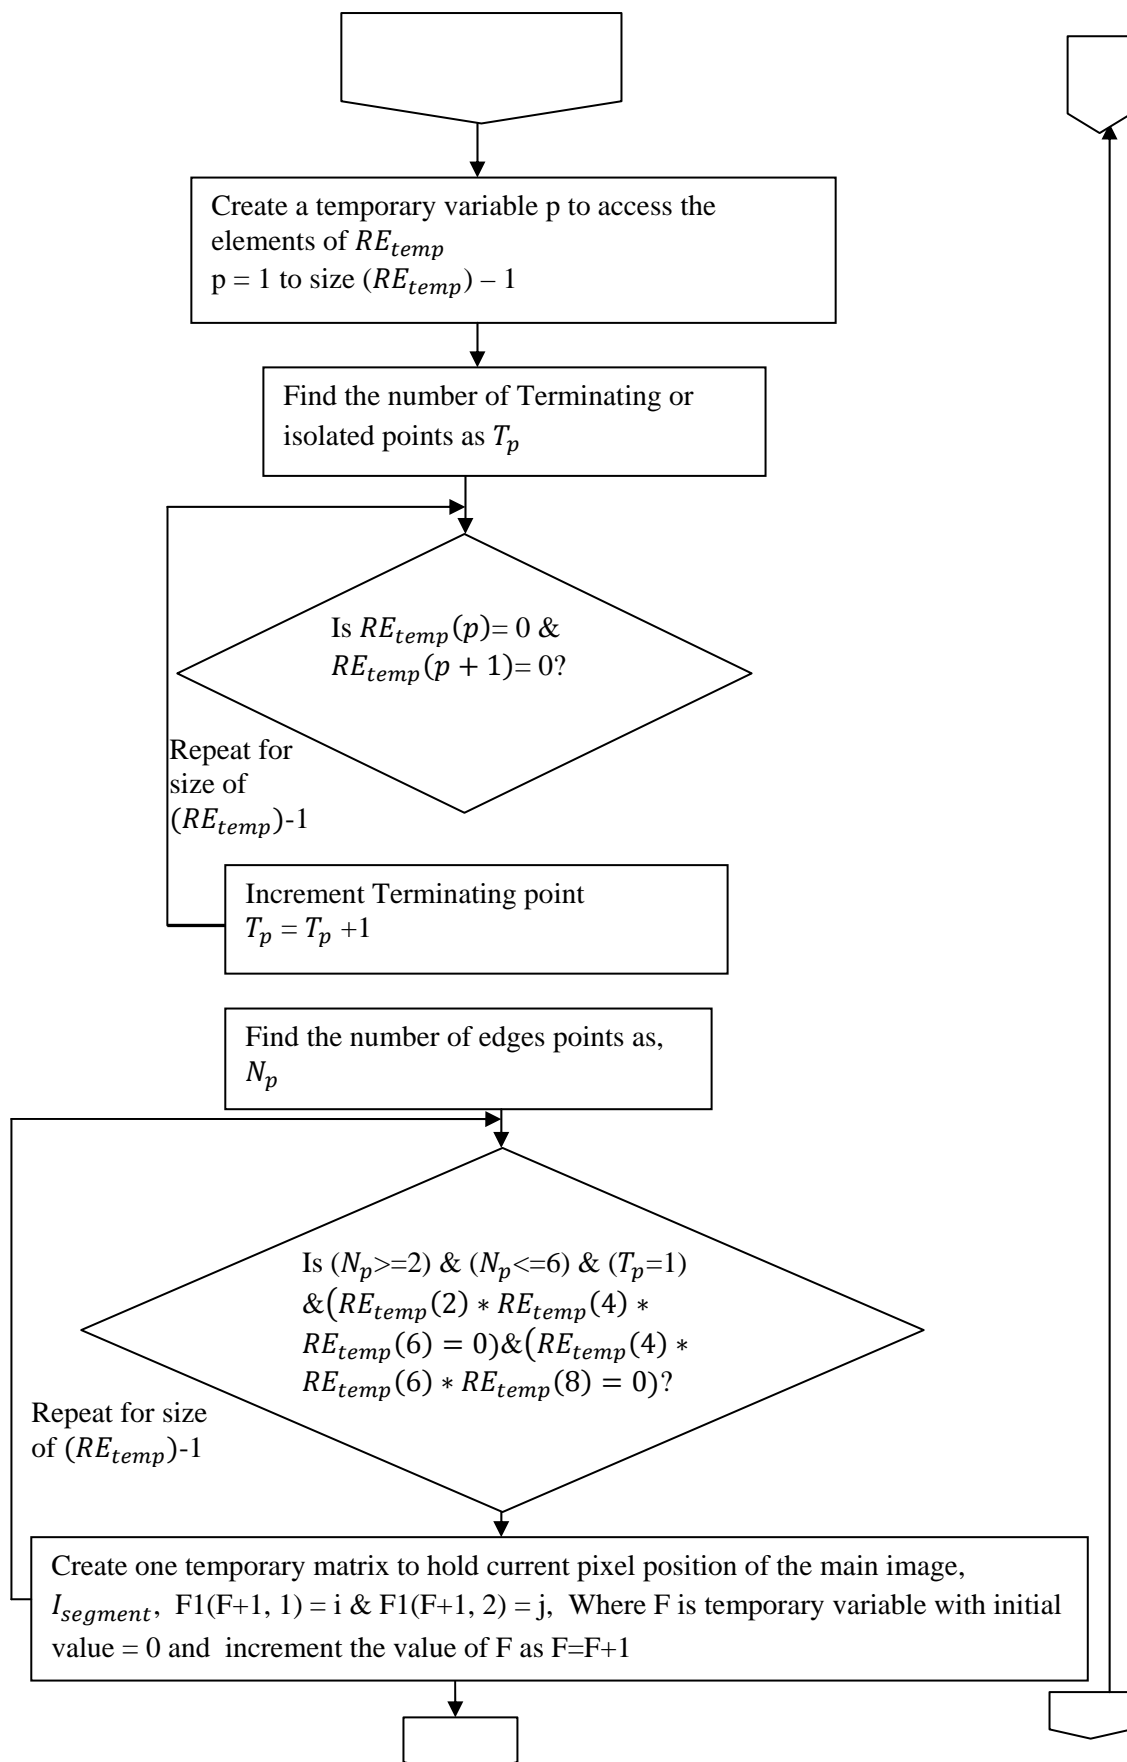 Create a temporary variable p to access the
elements of RE_temp
p = 1 to size (RE_temp) – 1
Find the number of Terminating or
isolated points as T_p
Is RE_temp(p)= 0 &
RE_temp(p + 1)= 0?
Repeat for
size of
(RE_temp)-1
Increment Terminating point
T_p = T_p +1
Find the number of edges points as,
N_p
Is (N_p>=2) & (N_p<=6) & (T_p=1)
&(RE_temp(2) ∗ RE_temp(4) ∗
RE_temp(6) = 0)&(RE_temp(4) ∗
RE_temp(6) ∗ RE_temp(8) = 0)?
Repeat for size
of (RE_temp)-1
Create one temporary matrix to hold current pixel position of the main image,
I_segment, F1(F+1, 1) = i & F1(F+1, 2) = j, Where F is temporary variable with initial
value = 0 and increment the value of F as F=F+1